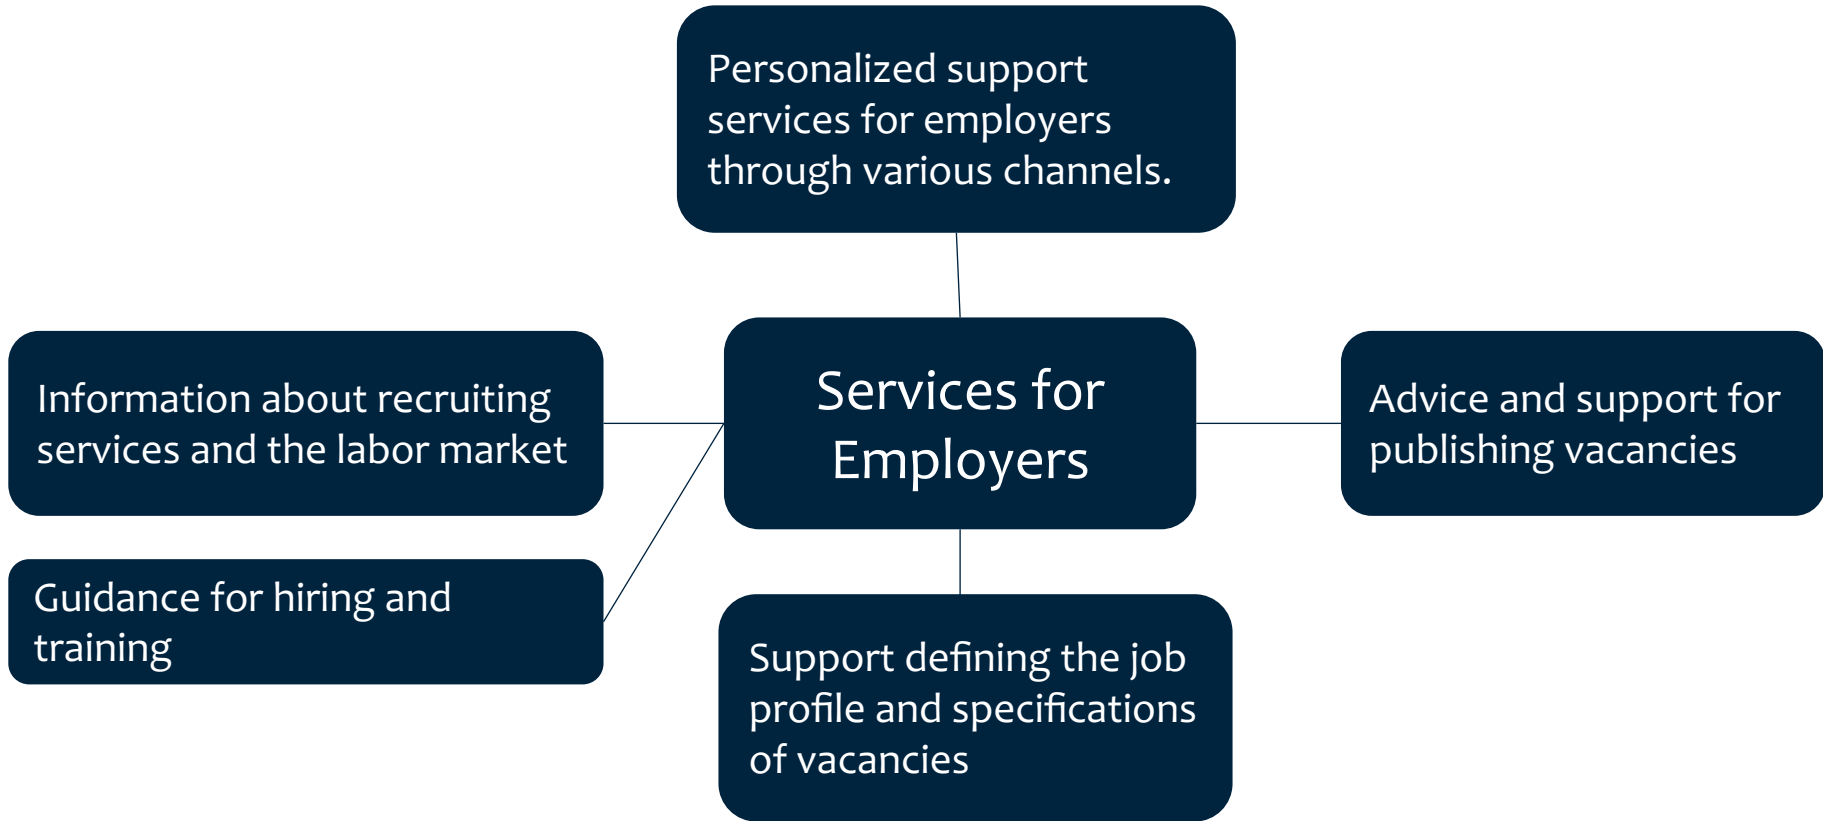 Personalized support
services for employers
through various channels.
Information about recruiting
services and the labor market
Services for
Employers
Advice and support for
publishing vacancies
Guidance for hiring and
training
Support defining the job
profile and specifications
of vacancies